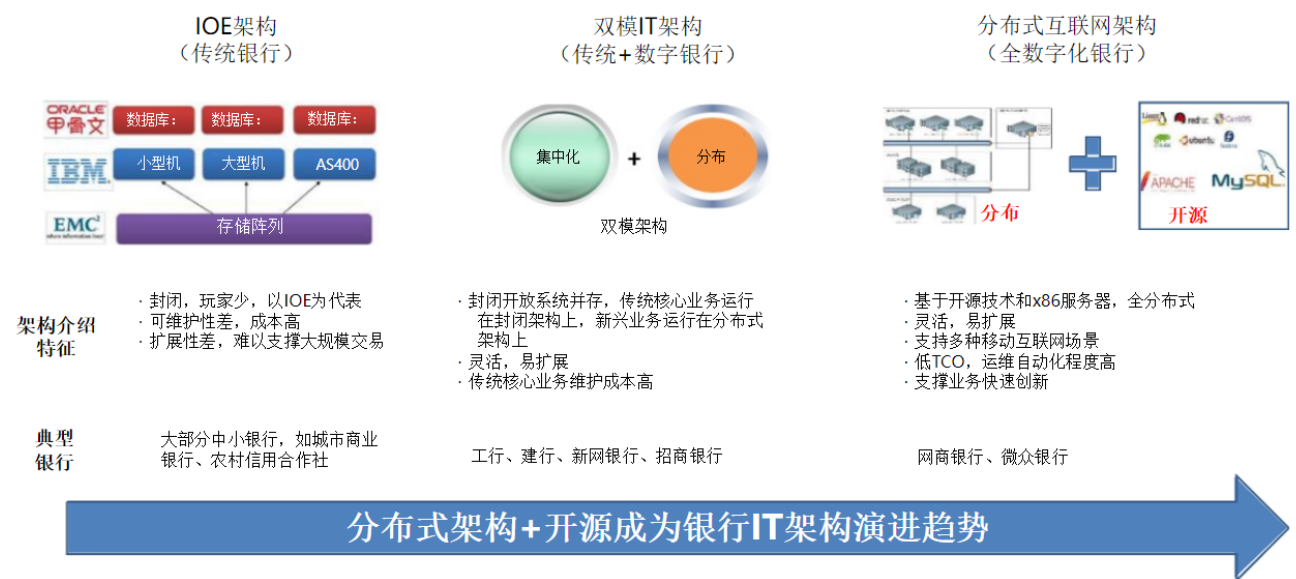 IOE架构
（传统银行）
双模IT架构
（传统+数字银行）
分布式互联网架构
（全数字化银行）
ORACLE
甲骨文
数据库：
数据库：
数据库：
IBM
小型机
大型机
AS400
EMC²
存储阵列
集中化
+
分布
双模架构
分布
Linux
redhat
CentOS
ubuntu
APACHE
MySQL
开源
架构介绍
特征
· 封闭，玩家少，以IOE为代表
· 可维护性差，成本高
· 扩展性差，难以支撑大规模交易
· 封闭开放系统并存，传统核心业务运行
在封闭架构上，新兴业务运行在分布式
架构上
· 灵活，易扩展
· 传统核心业务维护成本高
· 基于开源技术和x86服务器，全分布式
· 灵活，易扩展
· 支持多种移动互联网场景
· 低TCO，运维自动化程度高
· 支撑业务快速创新
典型
银行
大部分中小银行，如城市商业
银行、农村信用合作社
工行、建行、新网银行、招商银行
网商银行、微众银行
分布式架构+开源成为银行IT架构演进趋势